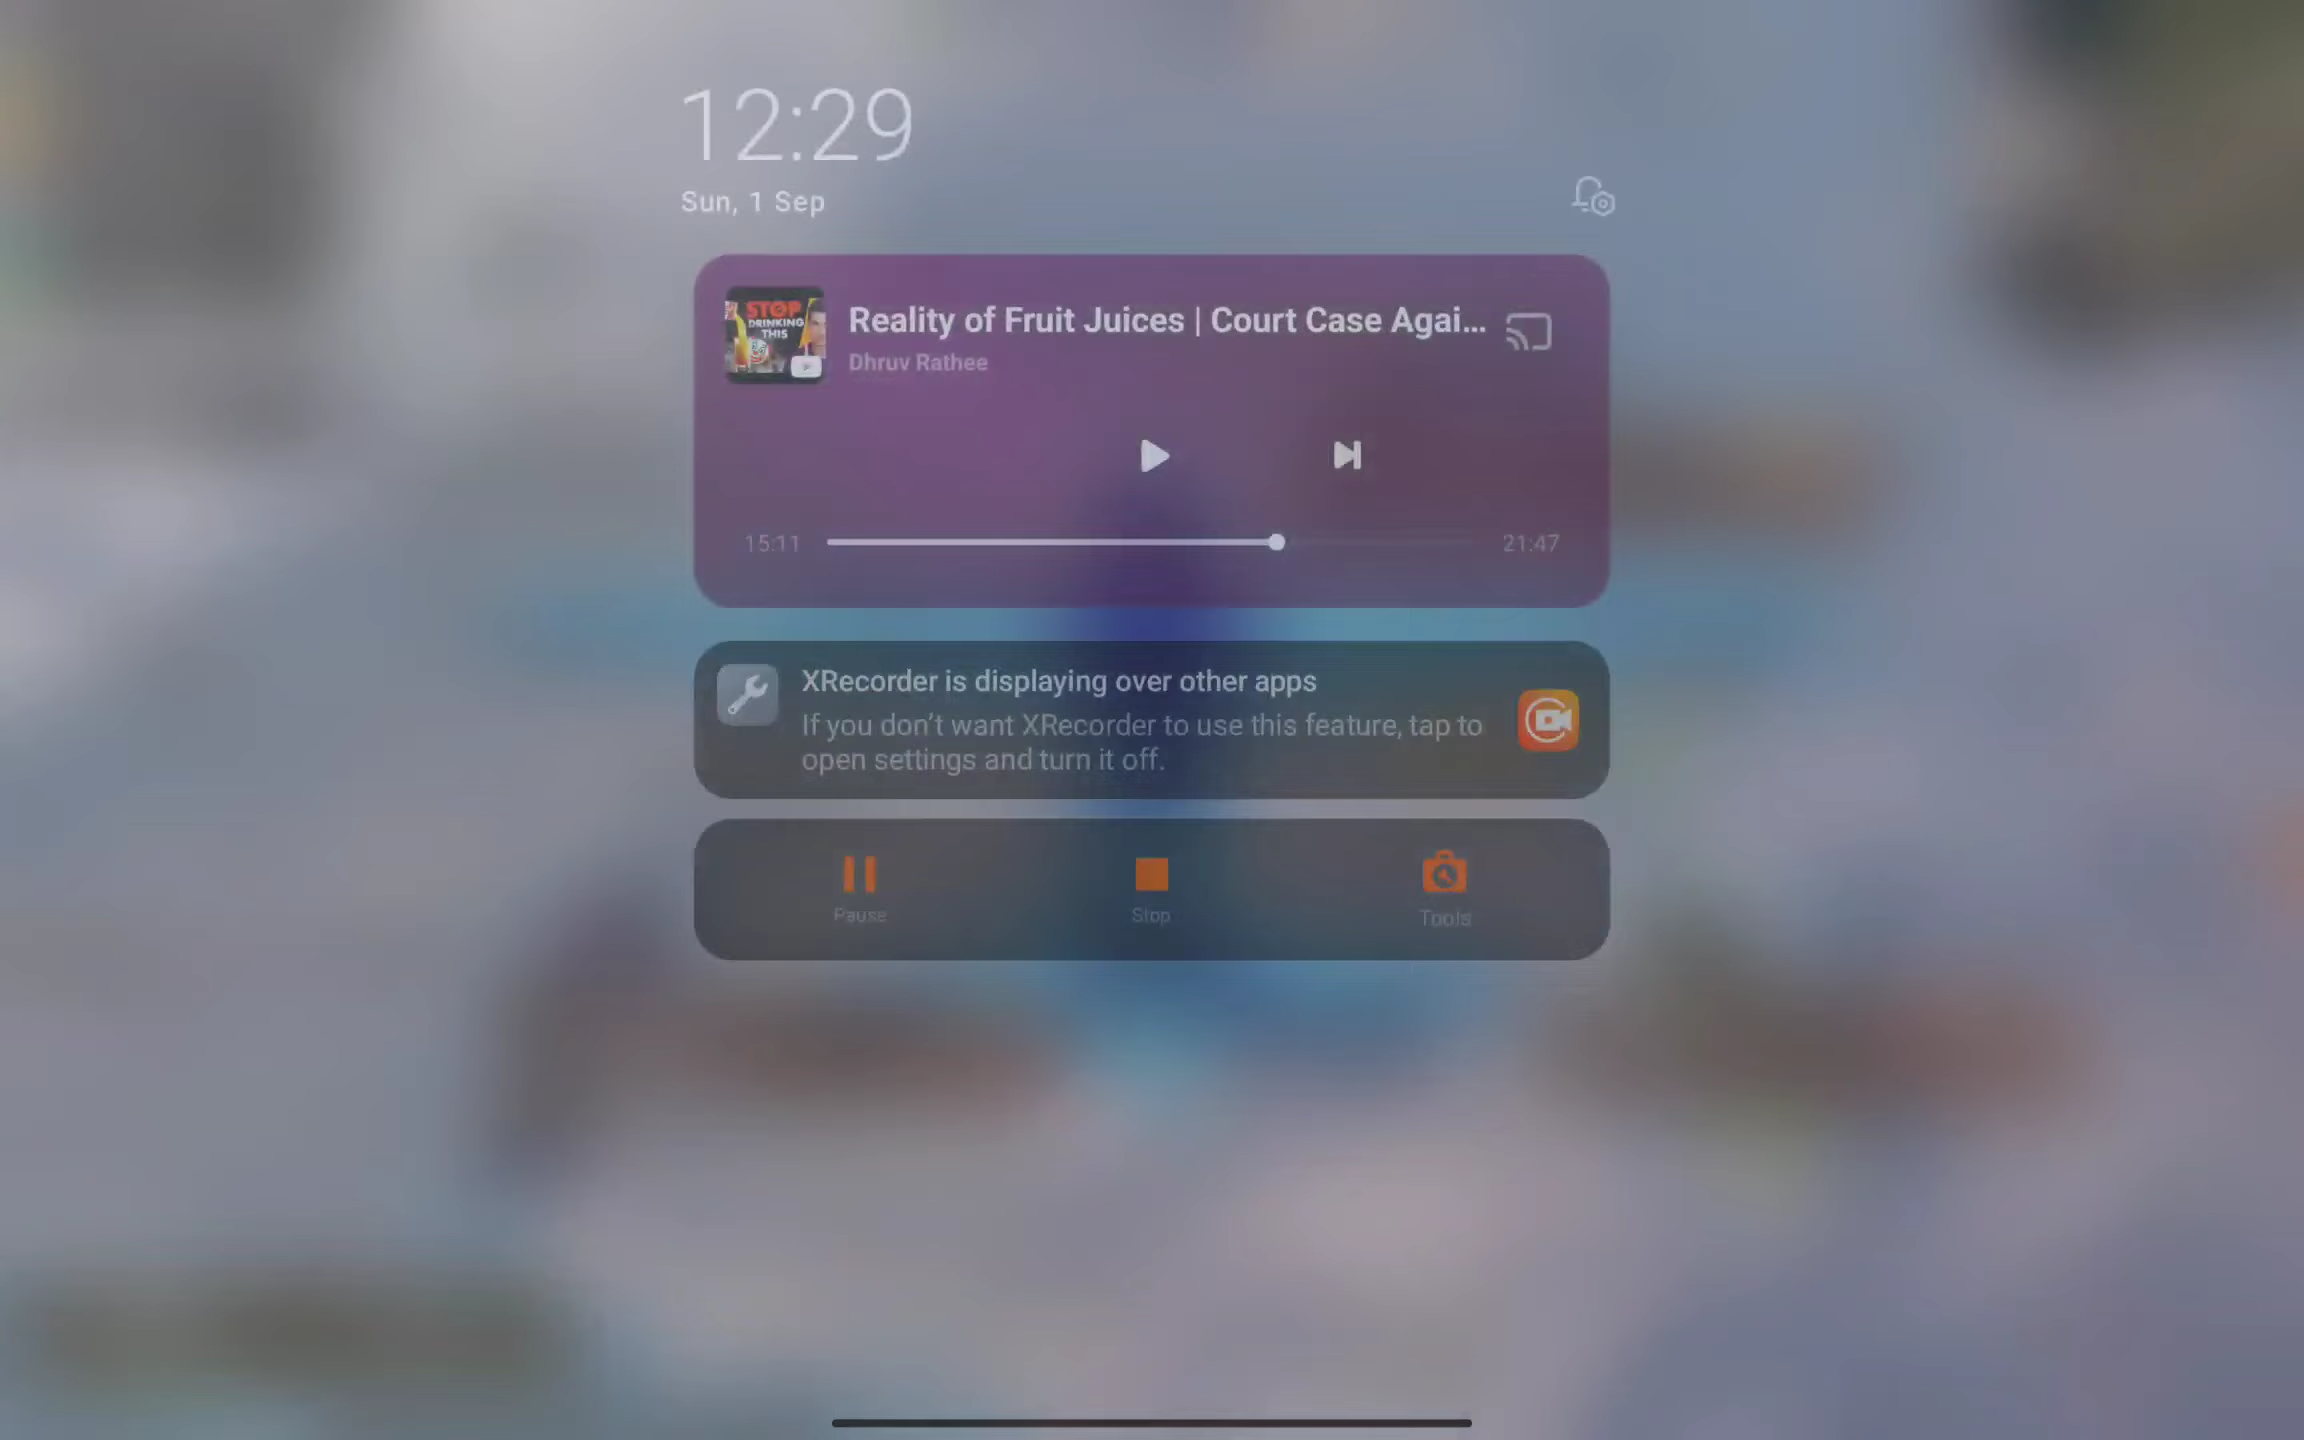 12:29
Sun, 1 Sep
STOP
DRINKING
THIS
Reality of Fruit Juices | Court Case Agai...
Dhruv Rathee
15:11
21:47
XRecorder is displaying over other apps
If you don’t want XRecorder to use this feature, tap to
open settings and turn it off.
Pause
Stop
Tools